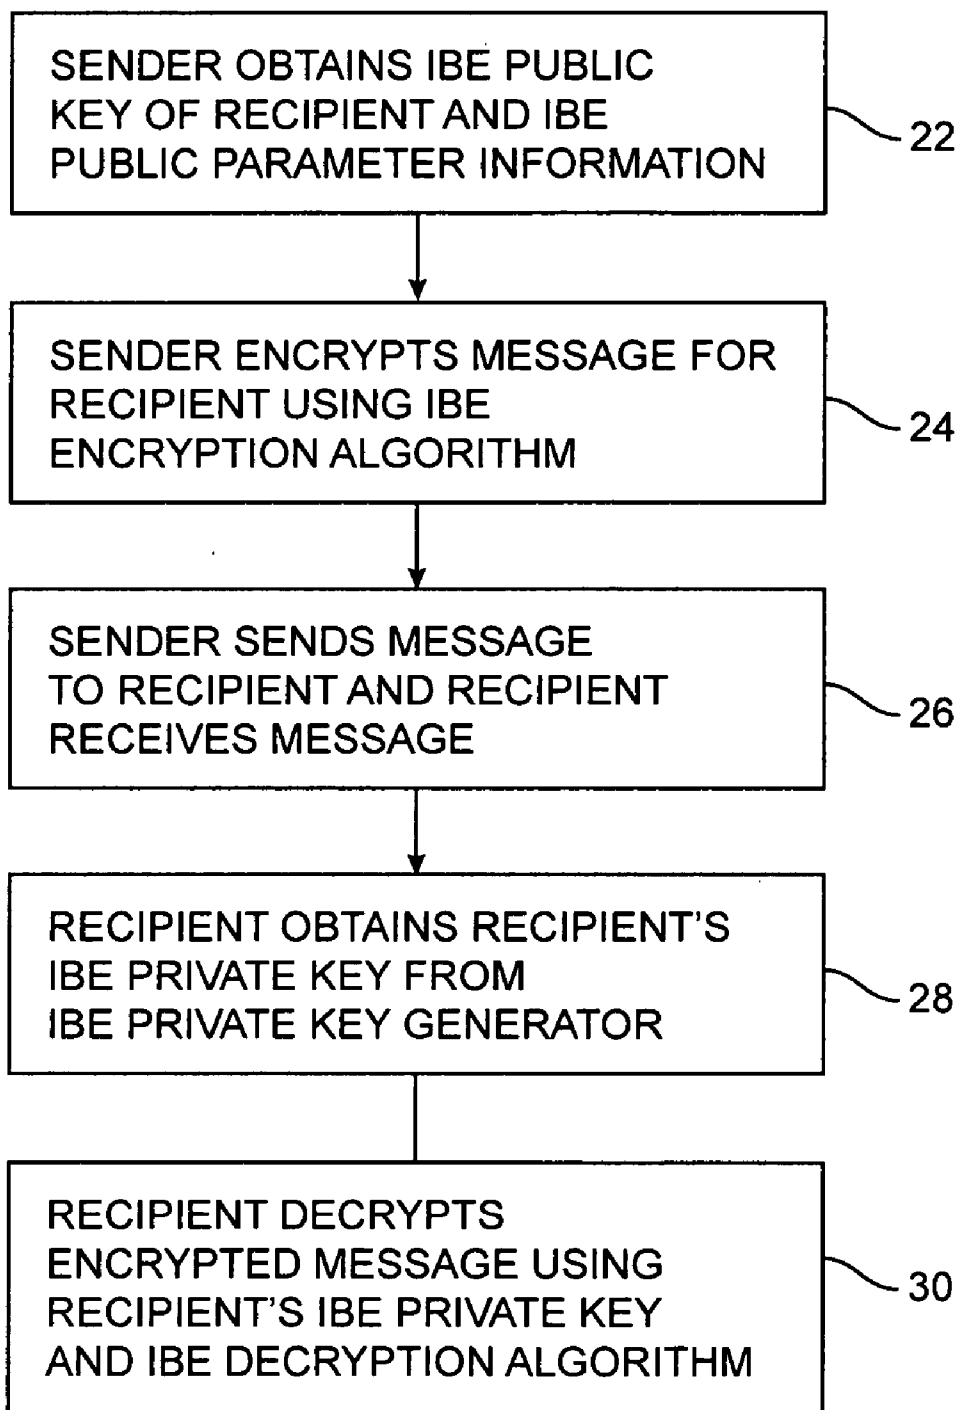 SENDER OBTAINS IBE PUBLIC
KEY OF RECIPIENT AND IBE
PUBLIC PARAMETER INFORMATION
22
SENDER ENCRYPTS MESSAGE FOR
RECIPIENT USING IBE
ENCRYPTION ALGORITHM
24
SENDER SENDS MESSAGE
TO RECIPIENT AND RECIPIENT
RECEIVES MESSAGE
26
RECIPIENT OBTAINS RECIPIENT'S
IBE PRIVATE KEY FROM
IBE PRIVATE KEY GENERATOR
28
RECIPIENT DECRYPTS
ENCRYPTED MESSAGE USING
RECIPIENT'S IBE PRIVATE KEY
AND IBE DECRYPTION ALGORITHM
30